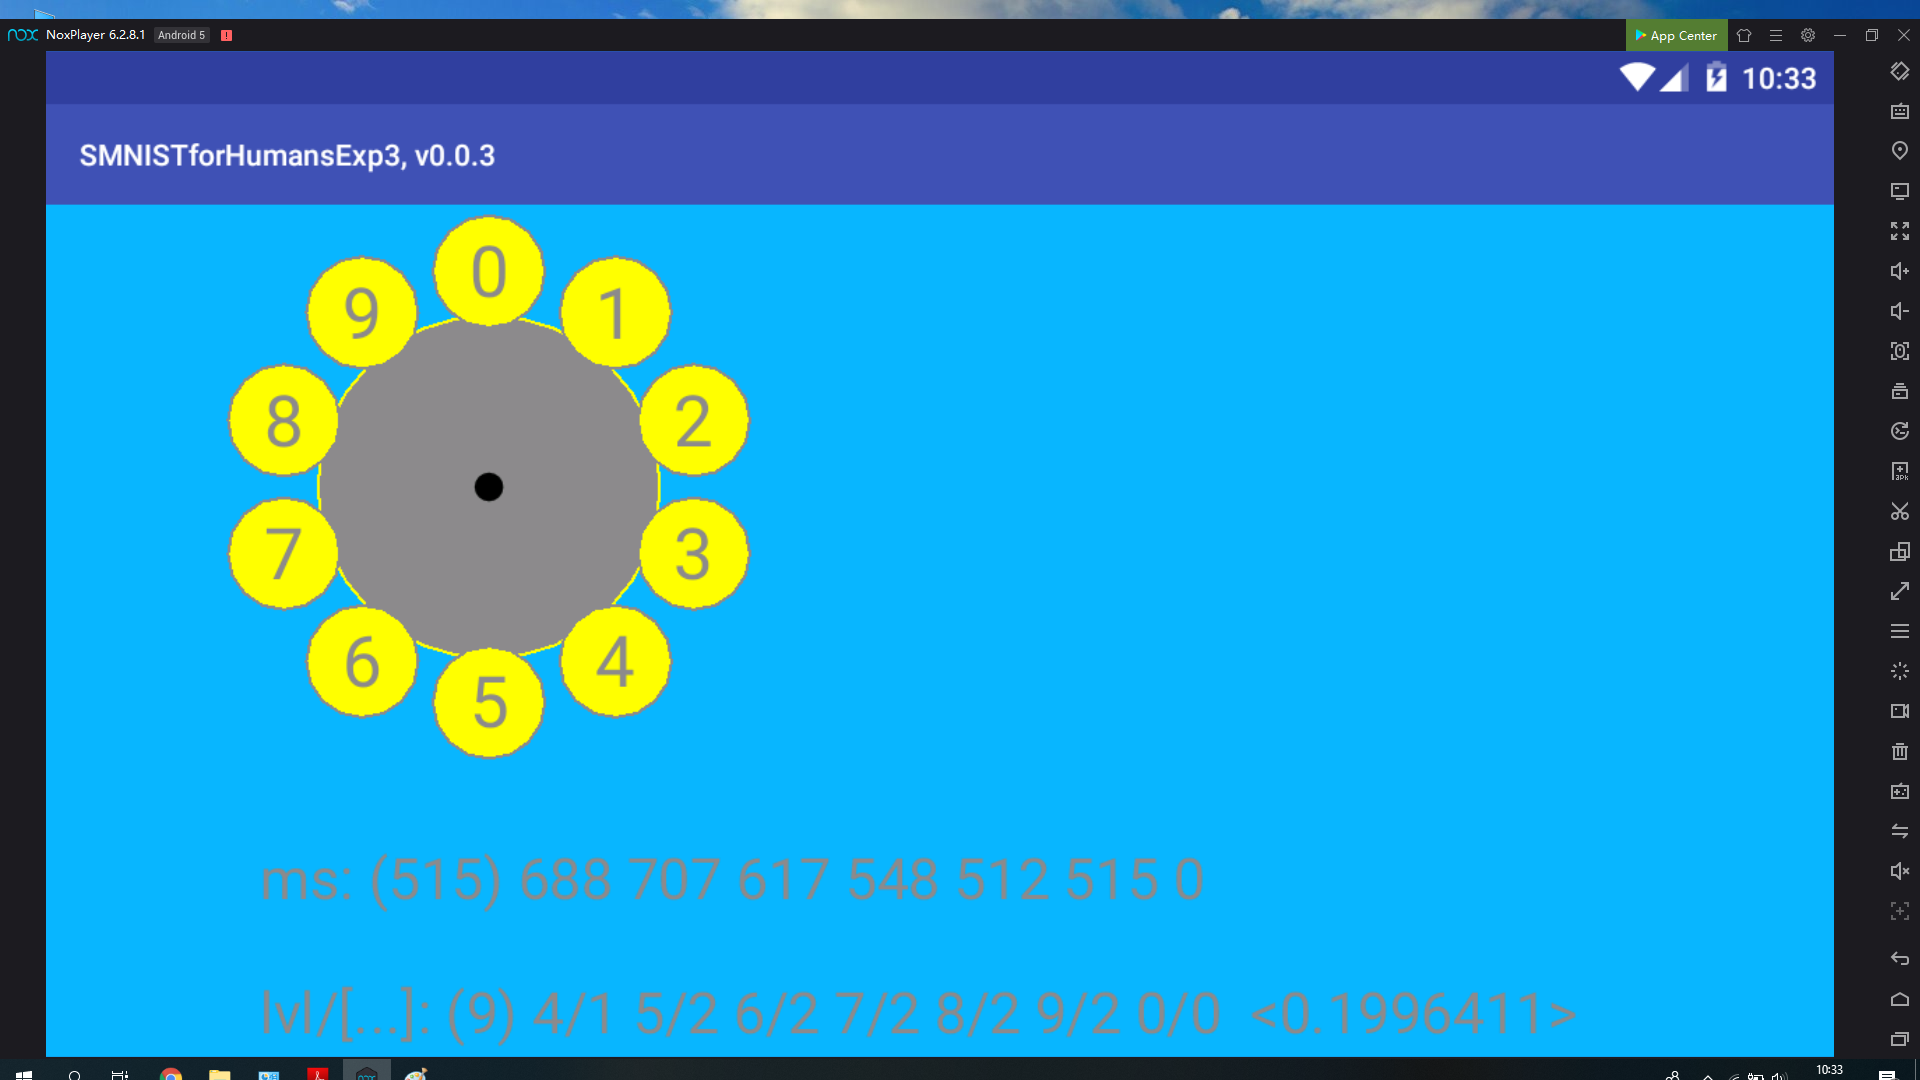 nox NoxPlayer 6.2.8.1 Android 5 ! App Center
10:33
SMNISTforHumansExp3, v0.0.3
0
9 1
8 2
7 3
6 4
5
ms: (515) 688 707 617 548 512 515 0
lvl/[...]: (9) 4/1 5/2 6/2 7/2 8/2 9/2 0/0 <0.1996411>
10:33